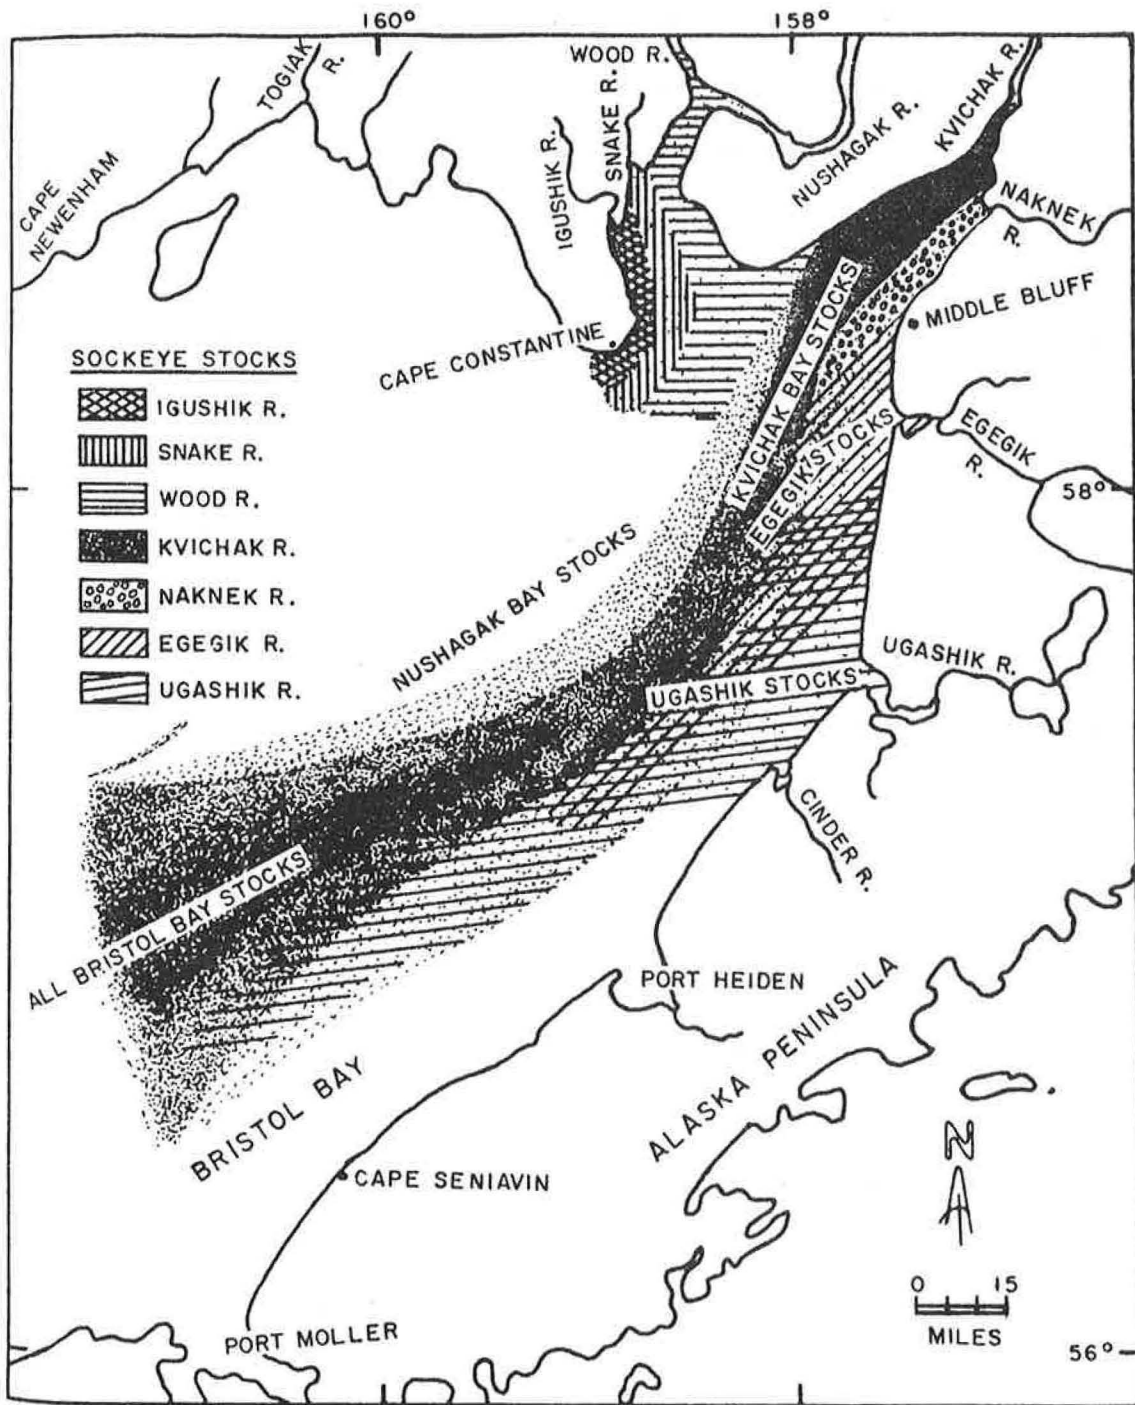 160°
158°
TOGIAK
R.
WOOD R.
SNAKE R.
IGUSHIK R.
NUSHAGAK R.
KVICHAK R.
CAPE
NEWENHAM
NAKNEK
R.
MIDDLE BLUFF
CAPE CONSTANTINE
SOCKEYE STOCKS
IGUSHIK R.
SNAKE R.
WOOD R.
KVICHAK R.
NAKNEK R.
EGEGIK R.
UGASHIK R.
KVICHAK BAY STOCKS
EGEGIK STOCKS
EGEGIK
R.
58°
NUSHAGAK BAY STOCKS
UGASHIK R.
UGASHIK STOCKS
CINDER R.
ALL BRISTOL BAY STOCKS
PORT HEIDEN
BRISTOL BAY
ALASKA PENINSULA
CAPE SENIAVIN
N
0 15
MILES
PORT MOLLER
56°